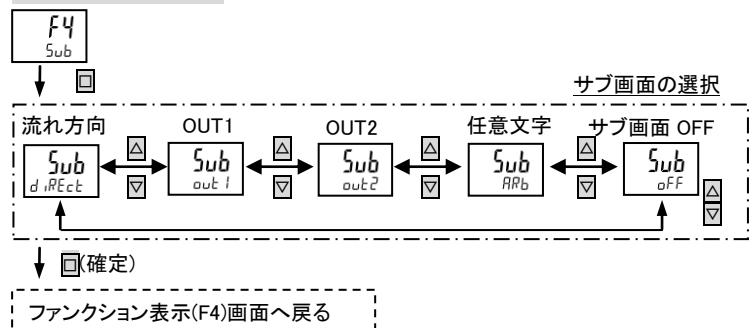 F4
Sub
□
サブ画面の選択
流れ方向 OUT1 OUT2 任意文字 サブ画面 OFF
Sub Sub Sub Sub Sub
diREct out1 out2 ARb oFF
△ △ △ △ △
▽ ▽ ▽ ▽ ▽
□(確定)
ファンクション表示(F4)画面へ戻る